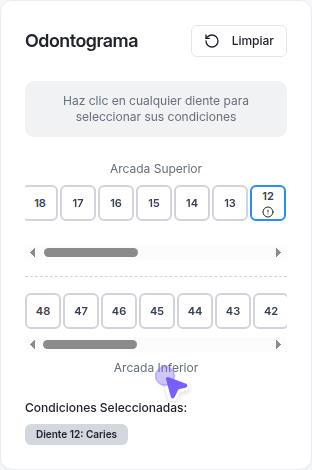 Odontograma
Limpiar
Haz clic en cualquier diente para
seleccionar sus condiciones
Arcada Superior
18 17 16 15 14 13 12
48 47 46 45 44 43 42
Arcada Inferior
Condiciones Seleccionadas:
Diente 12: Caries